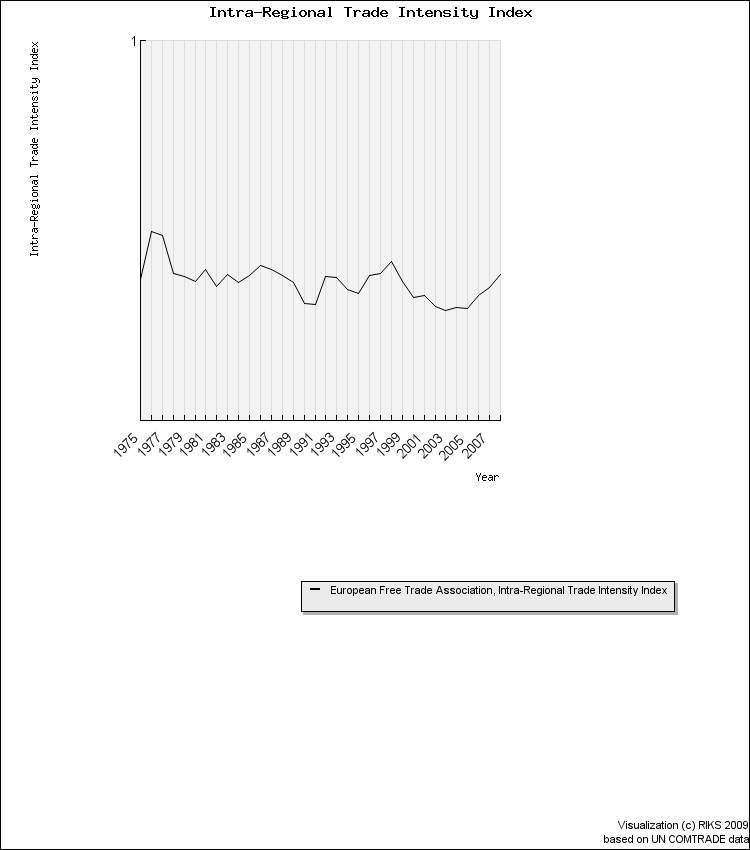 Intra-Regional Trade Intensity Index
Intra-Regional Trade Intensity Index
1
1975 1977 1979 1981 1983 1985 1987 1989 1991 1993 1995 1997 1999 2001 2003 2005 2007
Year
European Free Trade Association, Intra-Regional Trade Intensity Index
Visualization (c) RIKS 2009
based on UN COMTRADE data